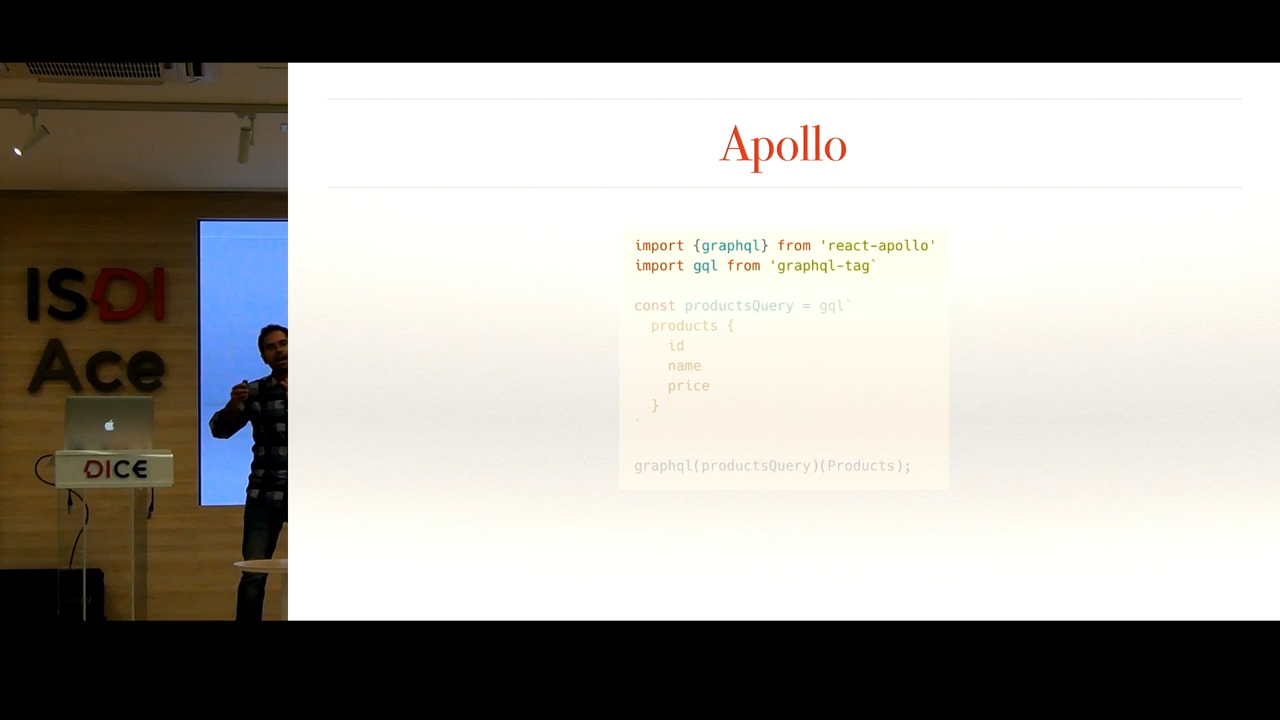 Apollo
import {graphql} from 'react-apollo'
import gql from 'graphql-tag`
const productsQuery = gql`
products {
id
name
price
}
`
graphql(productsQuery)(Products);
ISDI
Ace
DICE